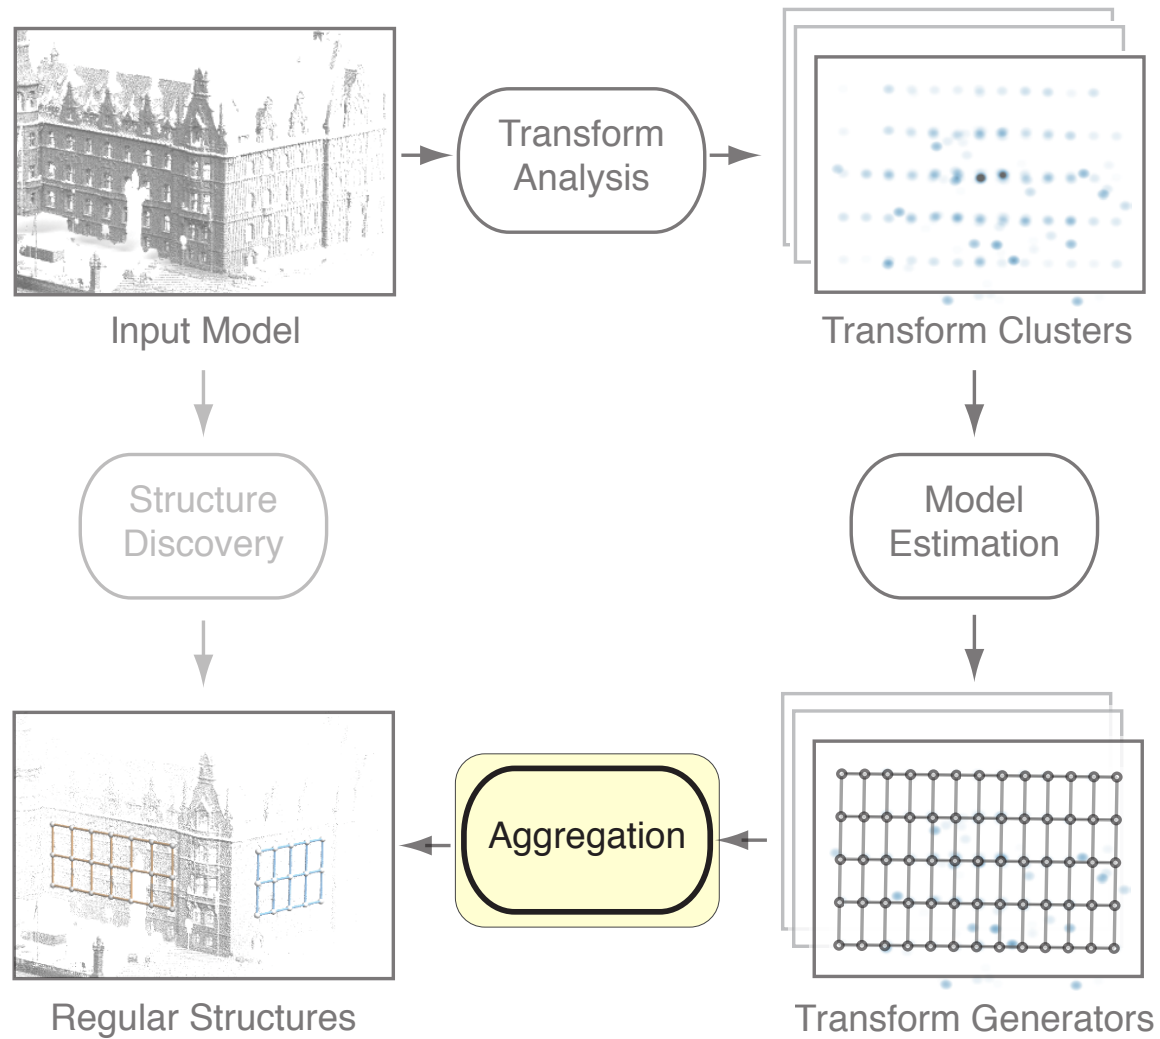 Transform
Analysis
Input Model
Transform Clusters
Structure
Discovery
Model
Estimation
Aggregation
Regular Structures
Transform Generators